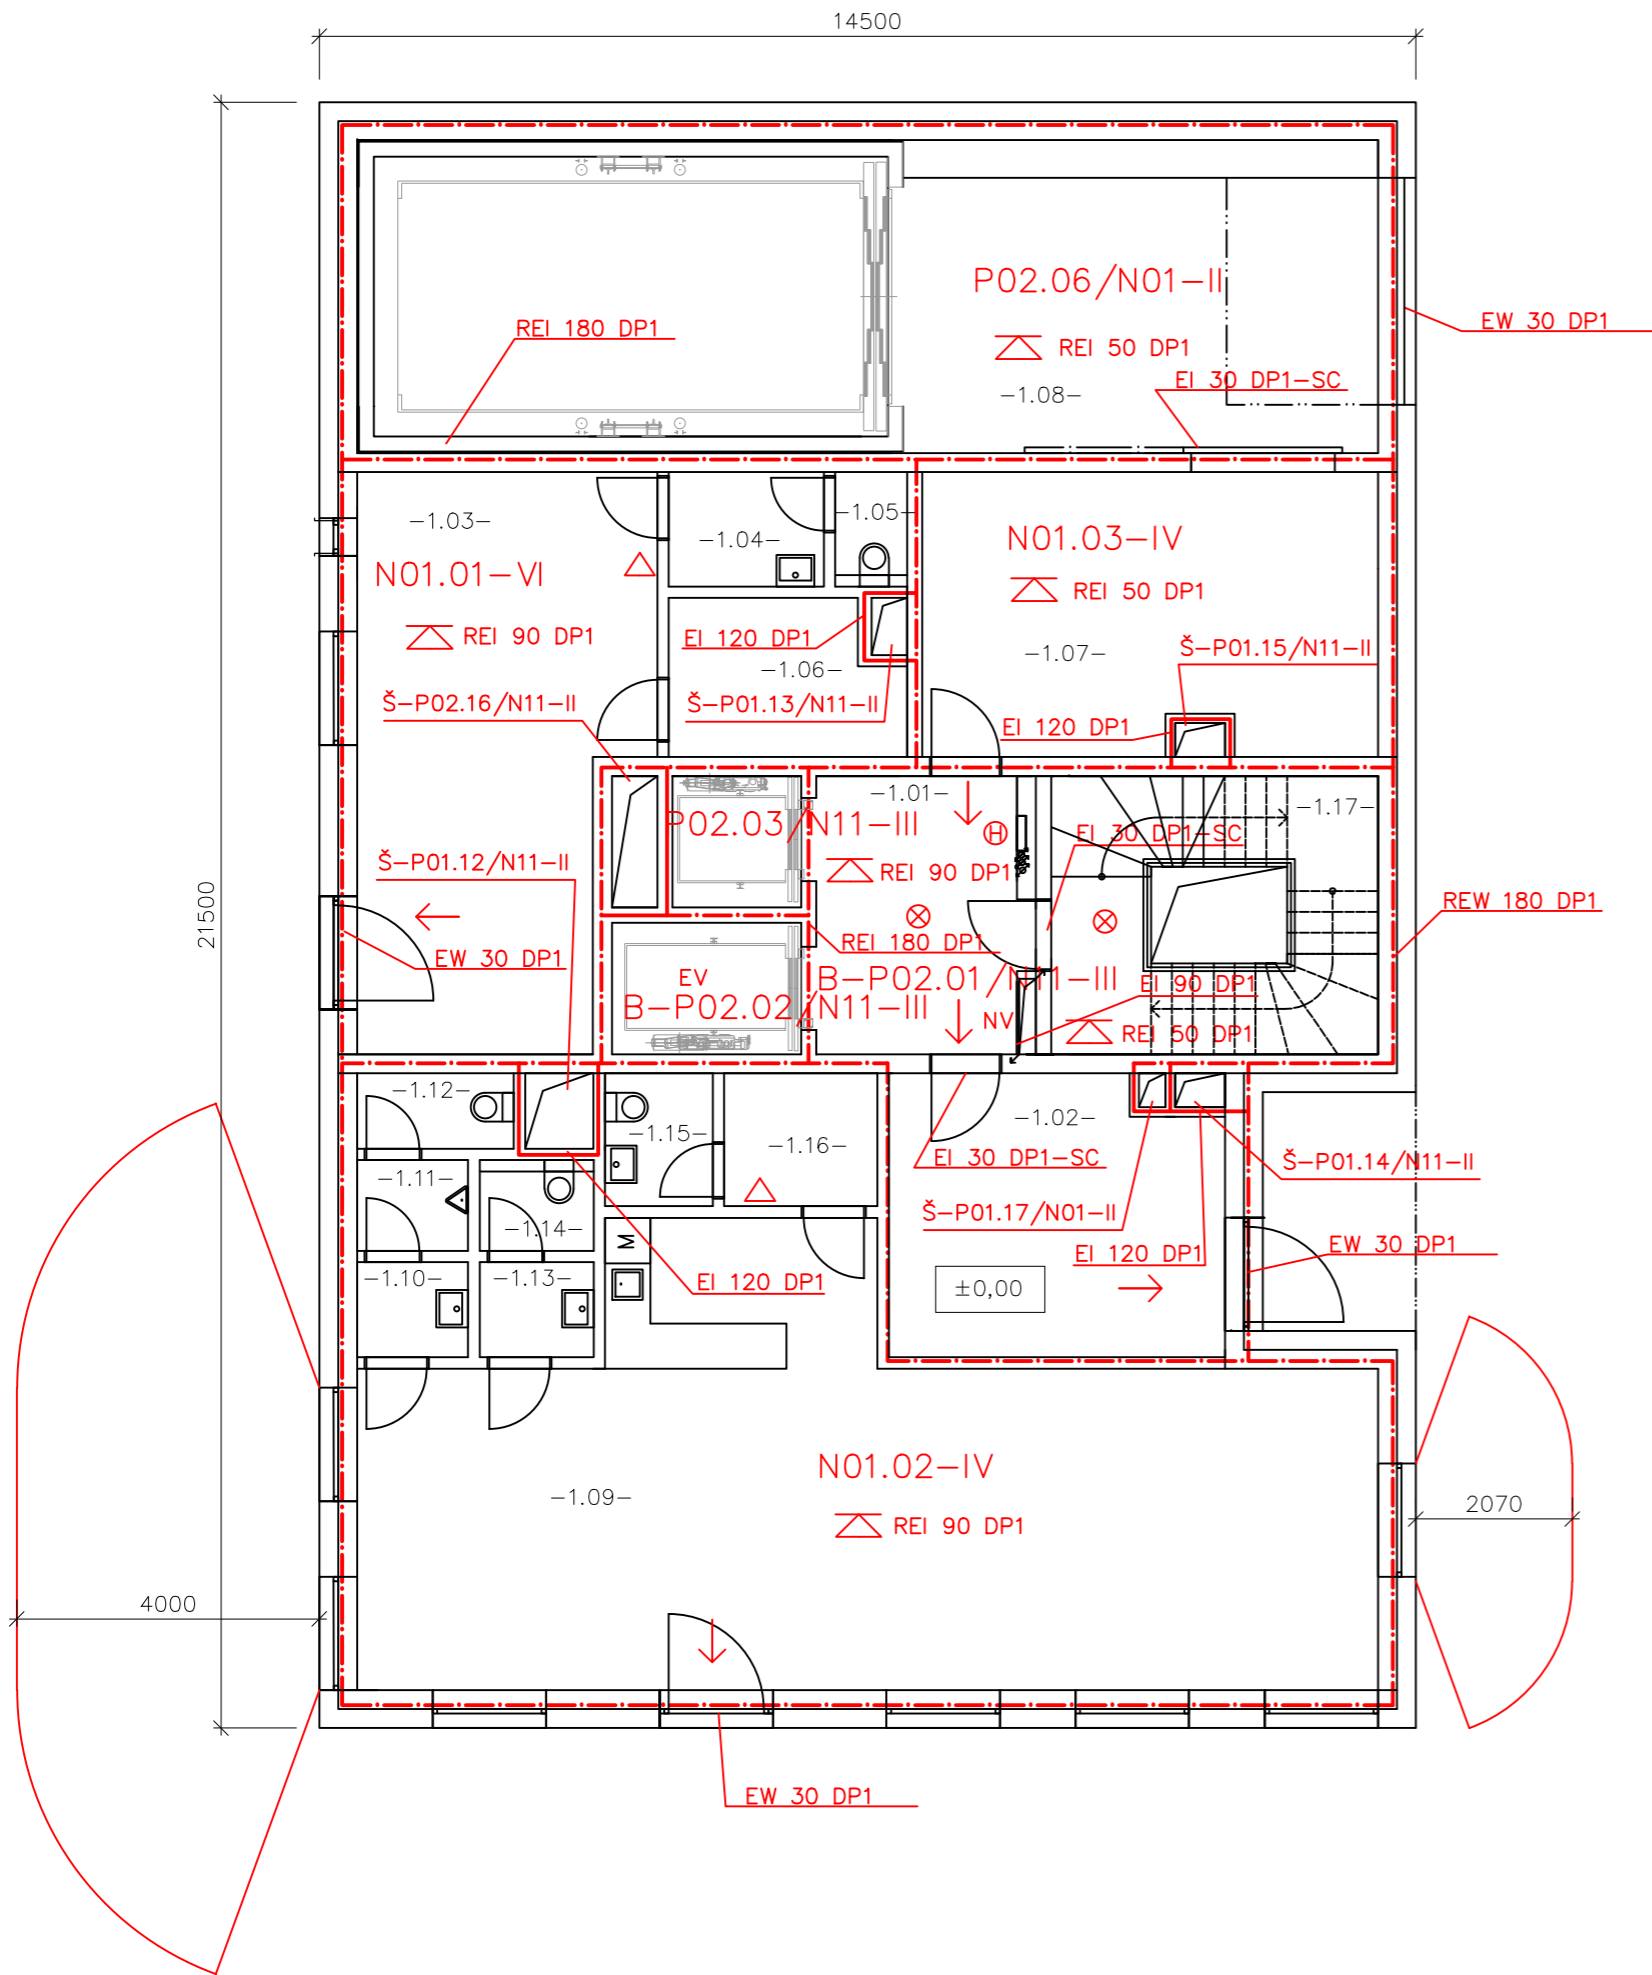 14500
P02.06/N01-II
REI 180 DP1
EW 30 DP1
REI 50 DP1
EI 30 DP1-SC
-1.08-
-1.03-
-1.04-
-1.05-
N01.03-IV
N01.01-VI
REI 50 DP1
REI 90 DP1
EI 120 DP1
-1.07-
Š-P01.15/N11-II
-1.06-
Š-P02.16/N11-II
Š-P01.13/N11-II
EI 120 DP1
-1.01-
-1.17-
P02.03/N11-III
H
EI 30 DP1-SC
Š-P01.12/N11-II
REI 90 DP1
21500
REW 180 DP1
REI 180 DP1
EW 30 DP1
EV
B-P02.01/N11-III
EI 90 DP1
B-P02.02/N11-III
NV
REI 50 DP1
-1.12-
-1.02-
-1.15-
-1.16-
EI 30 DP1-SC
Š-P01.14/N11-II
-1.11-
Š-P01.17/N01-II
-1.14-
M
EW 30 DP1
EI 120 DP1
-1.10-
-1.13-
EI 120 DP1
±0,00
N01.02-IV
-1.09-
REI 90 DP1
2070
4000
EW 30 DP1